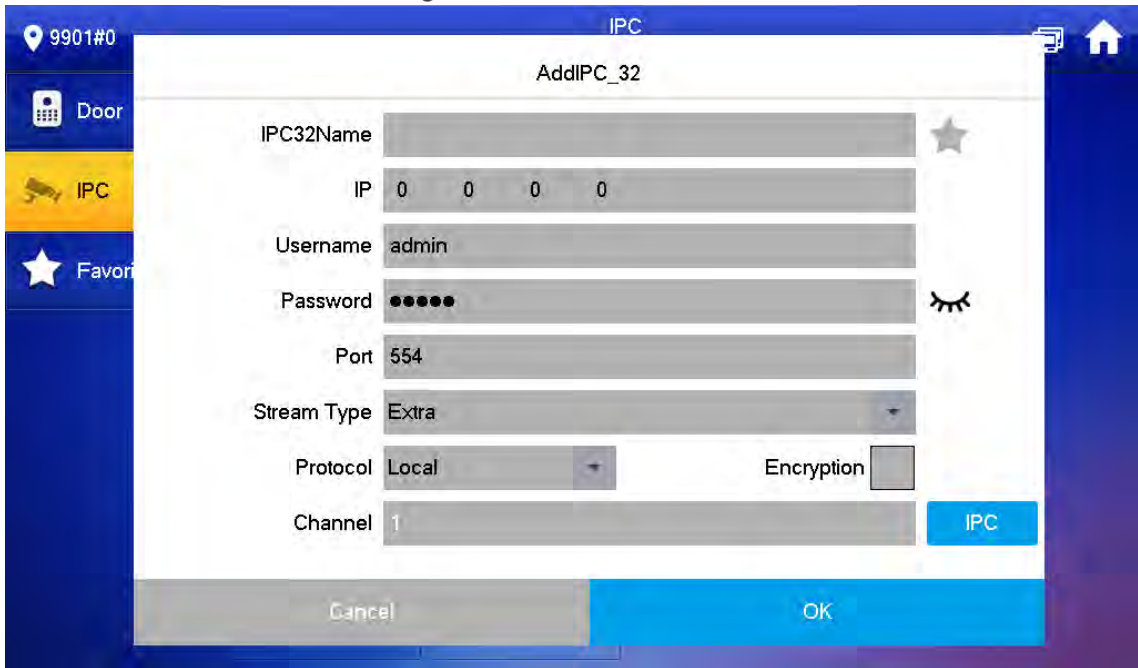 9901#0
IPC
AddIPC_32
Door
IPC32Name
IPC
IP 0 0 0 0
Username admin
Favori
Password •••••
Port 554
Stream Type Extra
Protocol Local Encryption
Channel 1 IPC
Cancel OK